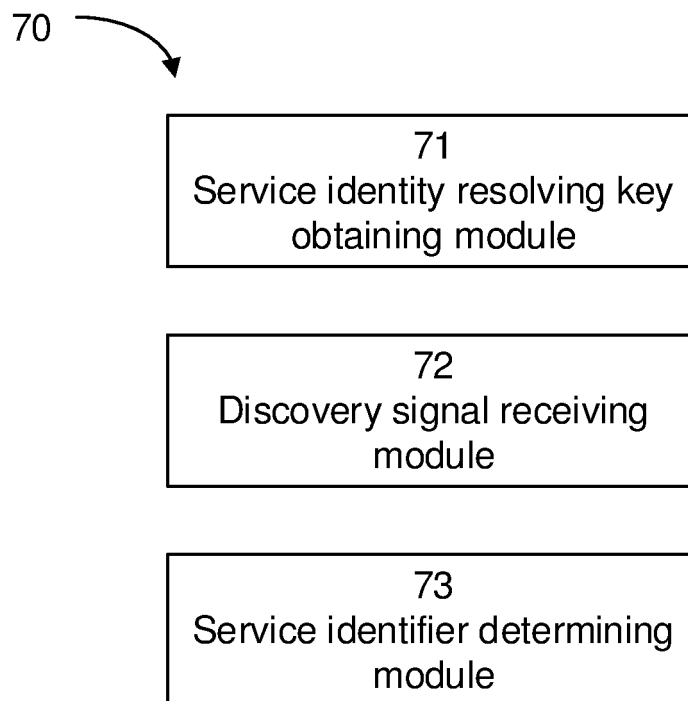 70
71
Service identity resolving key
obtaining module
72
Discovery signal receiving
module
73
Service identifier determining
module